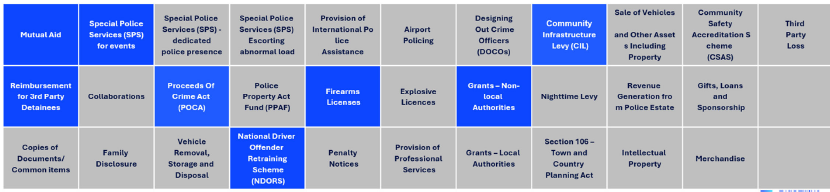 Mutual Aid
Special Police
Services (SPS)
for events
Special Police
Services (SPS) -
dedicated
police presence
Special Police
Services (SPS)
Escorting
abnormal load
Provision of
International Po
lice
Assistance
Airport
Policing
Designing
Out Crime
Officers
(DOCOs)
Community
Infrastructure
Levy (CIL)
Sale of Vehicles
and Other Asset
s Including
Property
Community
Safety
Accreditation S
cheme
(CSAS)
Third
Party
Loss
Reimbursement
for 3rd Party
Detainees
Collaborations
Proceeds Of
Crime Act
(POCA)
Police
Property Act
Fund (PPAF)
Firearms
Licenses
Explosive
Licences
Grants – Non-
local
Authorities
Nighttime Levy
Revenue
Generation fro
m Police Estate
Gifts, Loans
and
Sponsorship
Copies of
Documents/
Common items
Family
Disclosure
Vehicle
Removal,
Storage and
Disposal
National Driver
Offender
Retraining
Scheme
(NDORS)
Penalty
Notices
Provision of
Professional
Services
Grants – Local
Authorities
Section 106 –
Town and
Country
Planning Act
Intellectual
Property
Merchandise